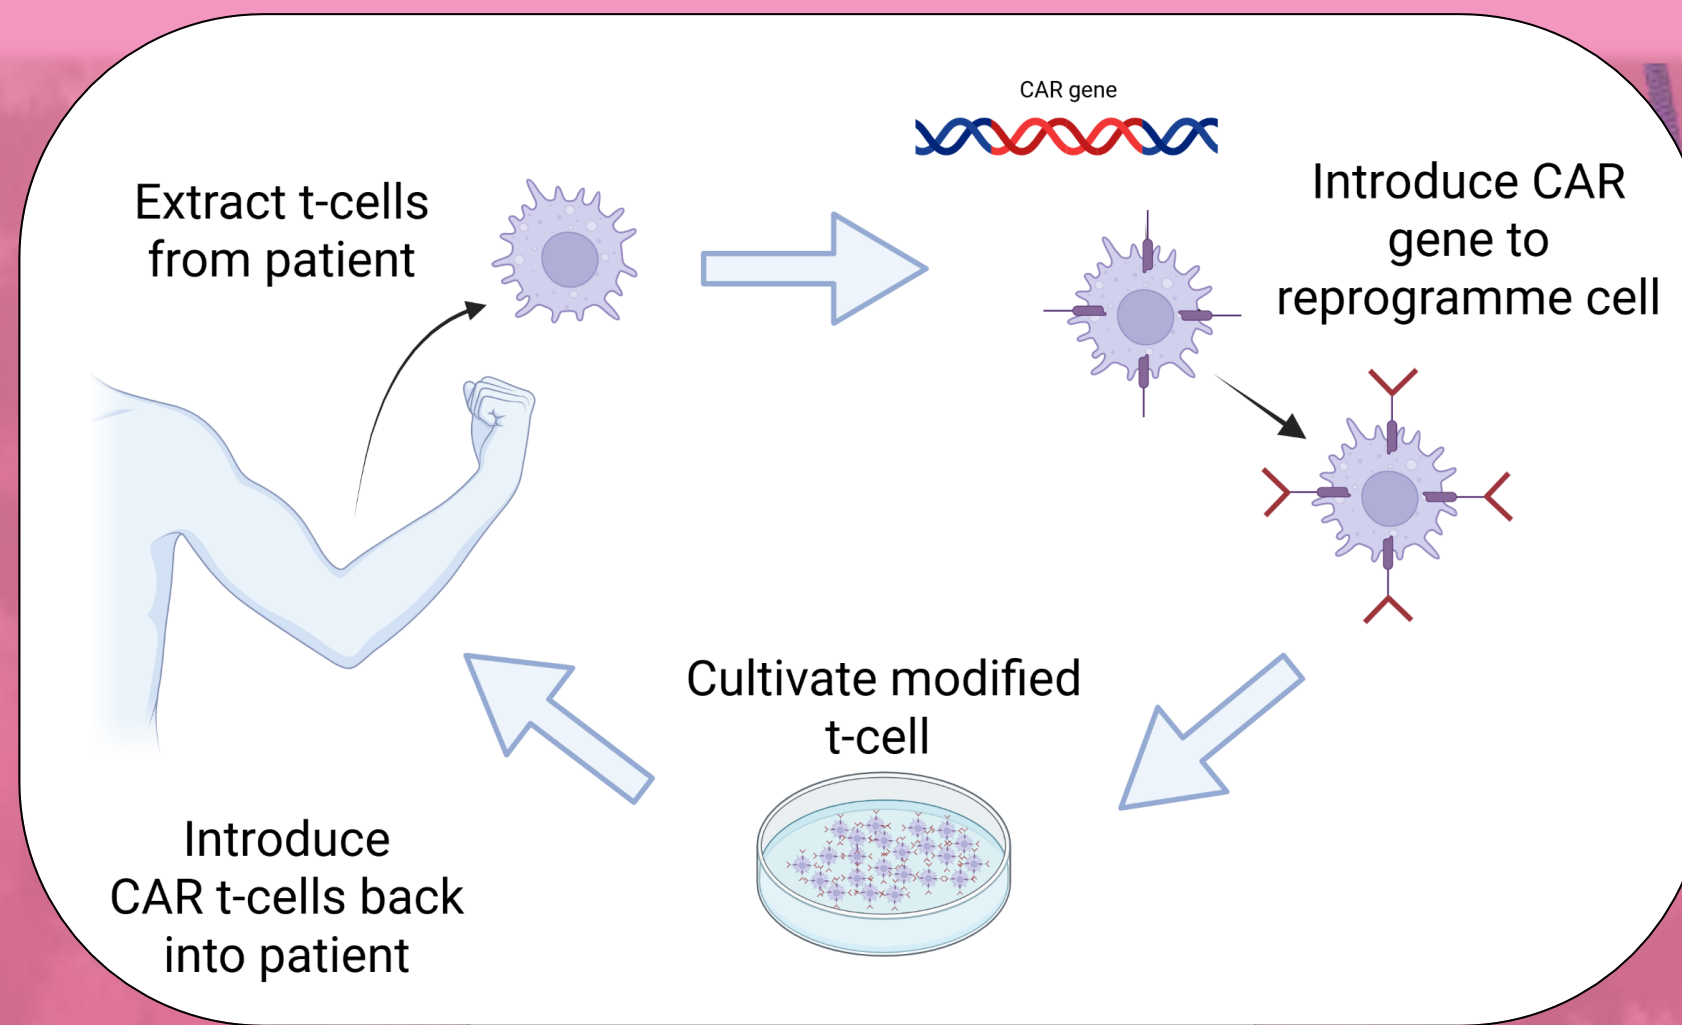 Extract t-cells
from patient
CAR gene
Introduce CAR
gene to
reprogramme cell
Cultivate modified
t-cell
Introduce
CAR t-cells back
into patient